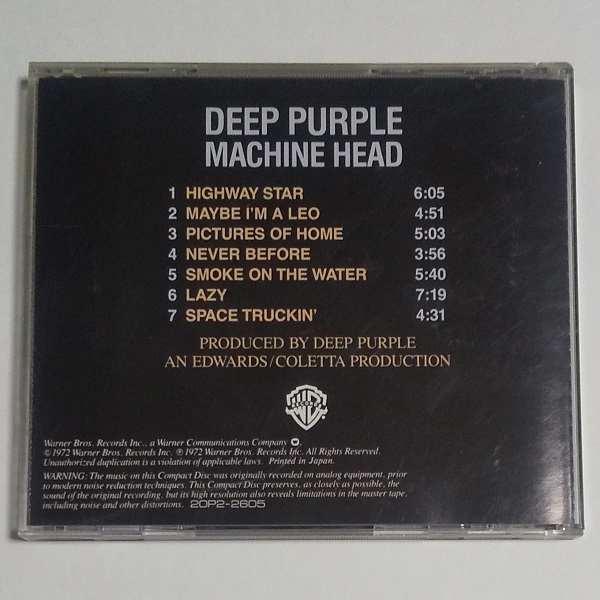 DEEP PURPLE
MACHINE HEAD
1 HIGHWAY STAR 6:05
2 MAYBE I'M A LEO 4:51
3 PICTURES OF HOME 5:03
4 NEVER BEFORE 3:56
5 SMOKE ON THE WATER 5:40
6 LAZY 7:19
7 SPACE TRUCKIN' 4:31
PRODUCED BY DEEP PURPLE
AN EDWARDS/COLETTA PRODUCTION
WB
RECORDS
Warner Bros. Records Inc., a Warner Communications Company
©1972 Warner Bros. Records Inc. ℗1972 Warner Bros. Records Inc. All Rights Reserved.
Unauthorized duplication is a violation of applicable laws. Printed in Japan.
WARNING: The music on this Compact Disc was originally recorded on analog equipment, prior
to modern noise reduction techniques. This Compact Disc preserves, as closely as possible, the
sound of the original recording, but its high resolution also reveals limitations in the master tape,
including noise and other distortions. 20P2-2605